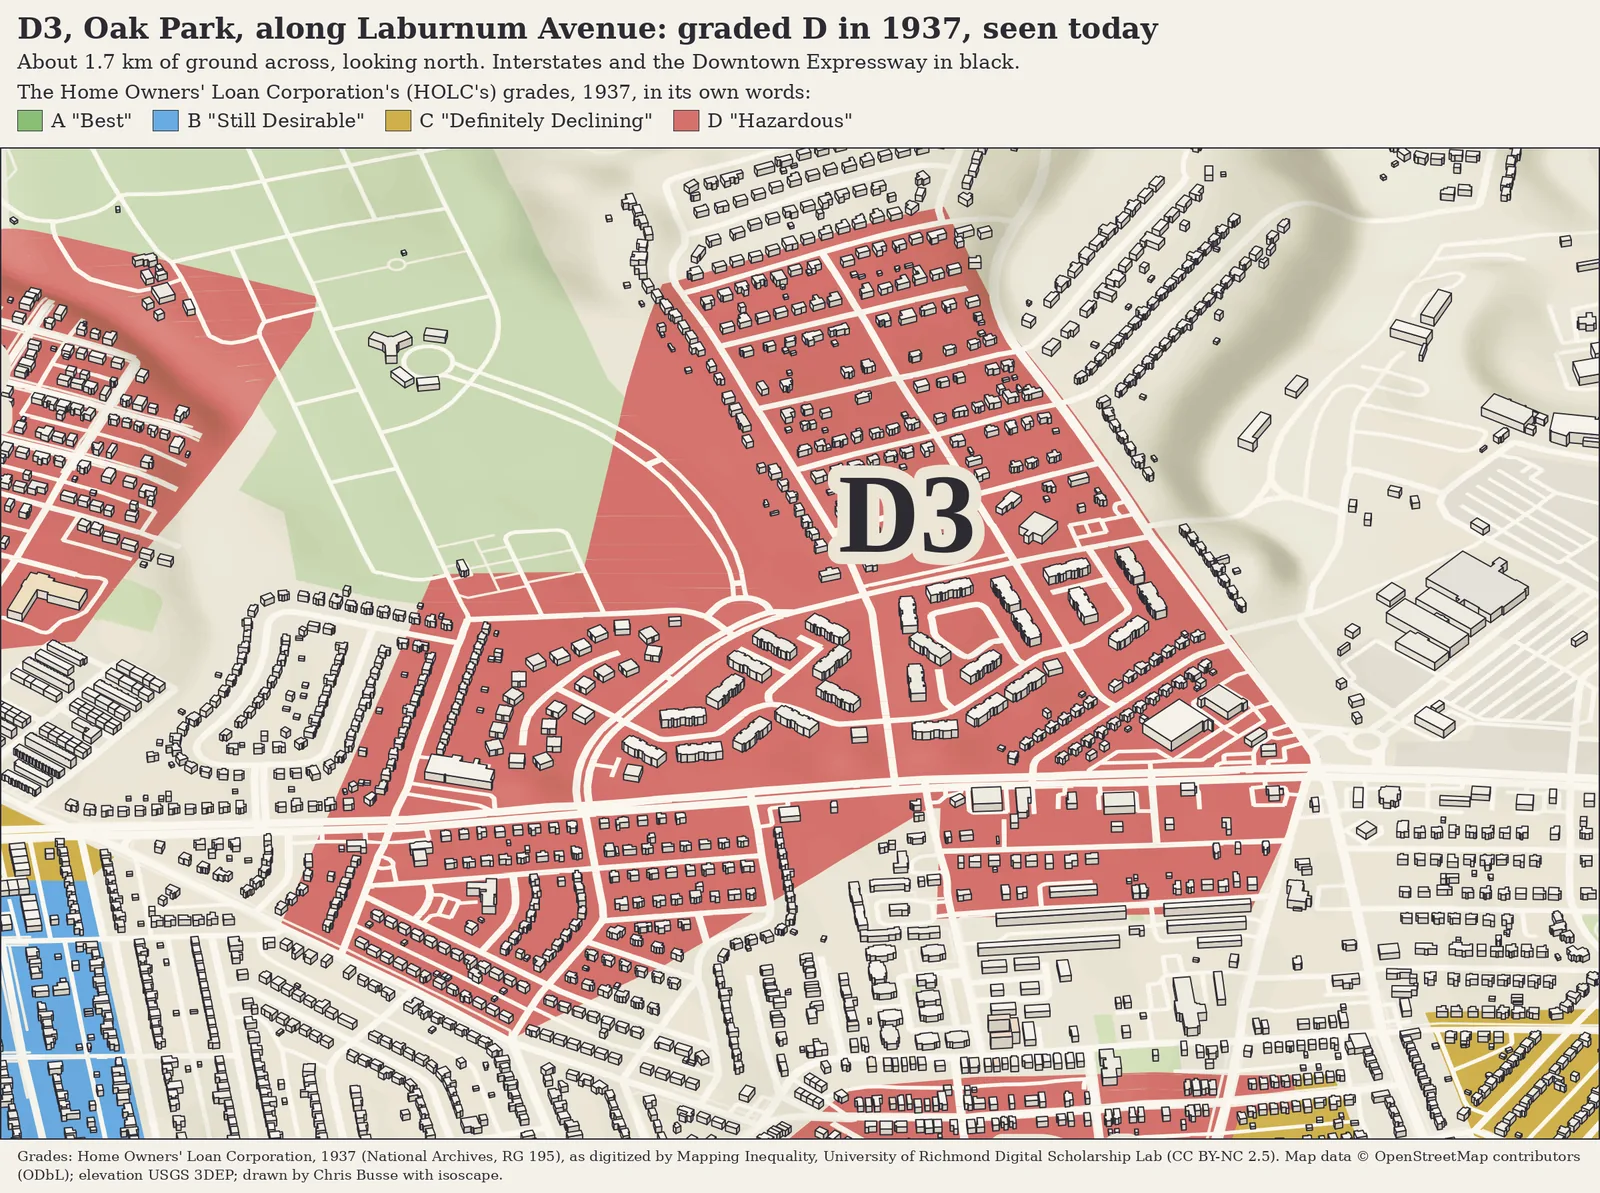 D3, Oak Park, along Laburnum Avenue: graded D in 1937, seen today
About 1.7 km of ground across, looking north. Interstates and the Downtown Expressway in black.
The Home Owners' Loan Corporation's (HOLC's) grades, 1937, in its own words:
A "Best" B "Still Desirable" C "Definitely Declining" D "Hazardous"
D3
Grades: Home Owners' Loan Corporation, 1937 (National Archives, RG 195), as digitized by Mapping Inequality, University of Richmond Digital Scholarship Lab (CC BY-NC 2.5). Map data © OpenStreetMap contributors
(ODbL); elevation USGS 3DEP; drawn by Chris Busse with isoscape.